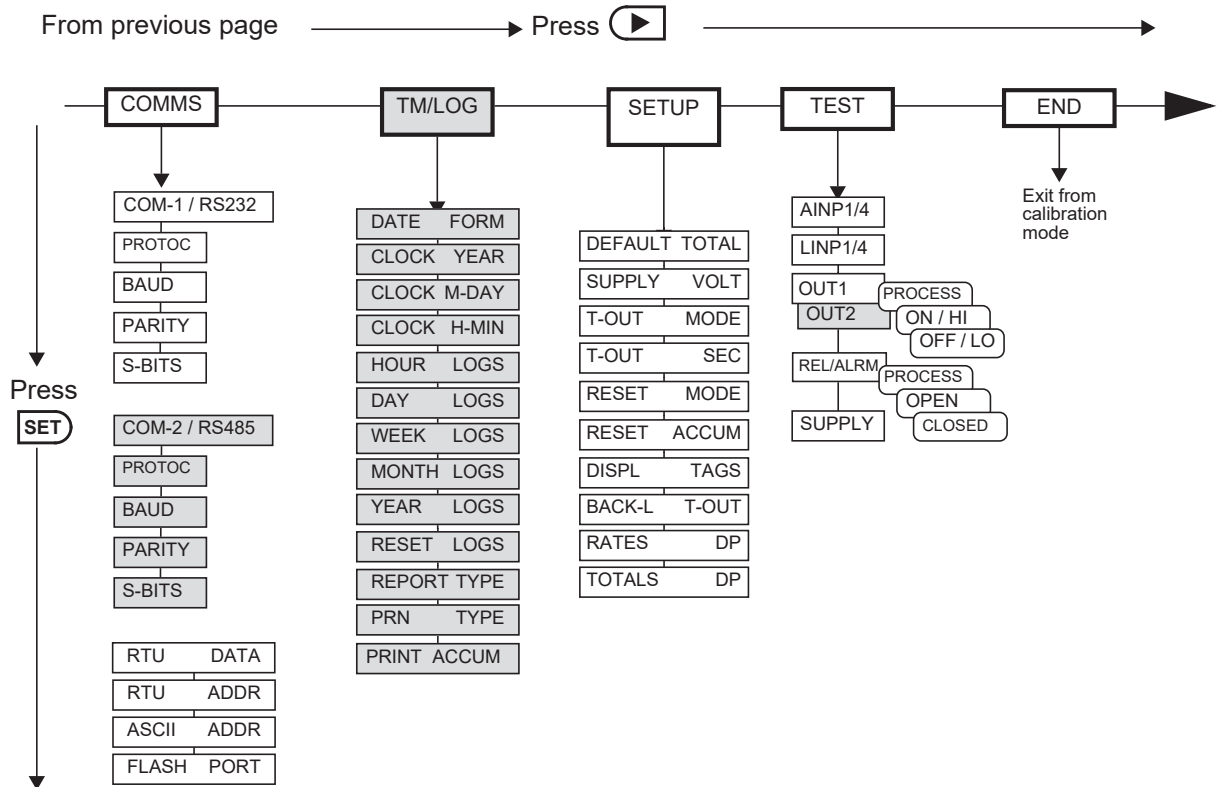 From previous page
Press
COMMS
TM/LOG
SETUP
TEST
END
Press
SET
COM-1 / RS232
PROTOC
BAUD
PARITY
S-BITS
COM-2 / RS485
PROTOC
BAUD
PARITY
S-BITS
RTU DATA
RTU ADDR
ASCII ADDR
FLASH PORT
DATE FORM
CLOCK YEAR
CLOCK M-DAY
CLOCK H-MIN
HOUR LOGS
DAY LOGS
WEEK LOGS
MONTH LOGS
YEAR LOGS
RESET LOGS
REPORT TYPE
PRN TYPE
PRINT ACCUM
DEFAULT TOTAL
SUPPLY VOLT
T-OUT MODE
T-OUT SEC
RESET MODE
RESET ACCUM
DISPL TAGS
BACK-L T-OUT
RATES DP
TOTALS DP
AINP1/4
LINP1/4
OUT1
OUT2
PROCESS
ON / HI
OFF / LO
REL/ALRM
PROCESS
OPEN
CLOSED
SUPPLY
Exit from
calibration
mode